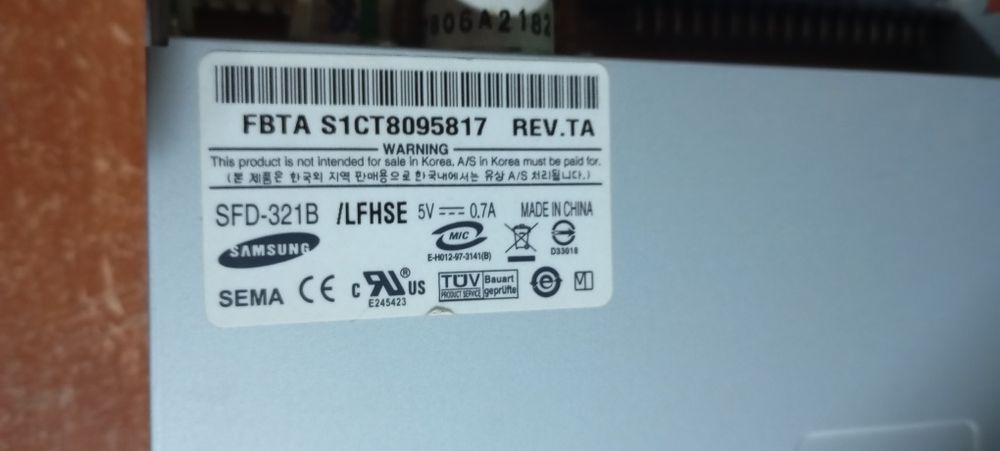 806A2182
FBTA S1CT8095817 REV.TA
WARNING
This product is not intended for sale in Korea. A/S in Korea must be paid for.
(본 제품은 한국외 지역 판매용으로 한국내에서는 유상 A/S 처리됩니다.)
SFD-321B /LFHSE 5V 0.7A MADE IN CHINA
SAMSUNG
MIC
E-H012-97-3141(B)
D33018
SEMA CE c RU® US
E245423
TÜV Bauart
PRODUCT SERVICE geprüfte